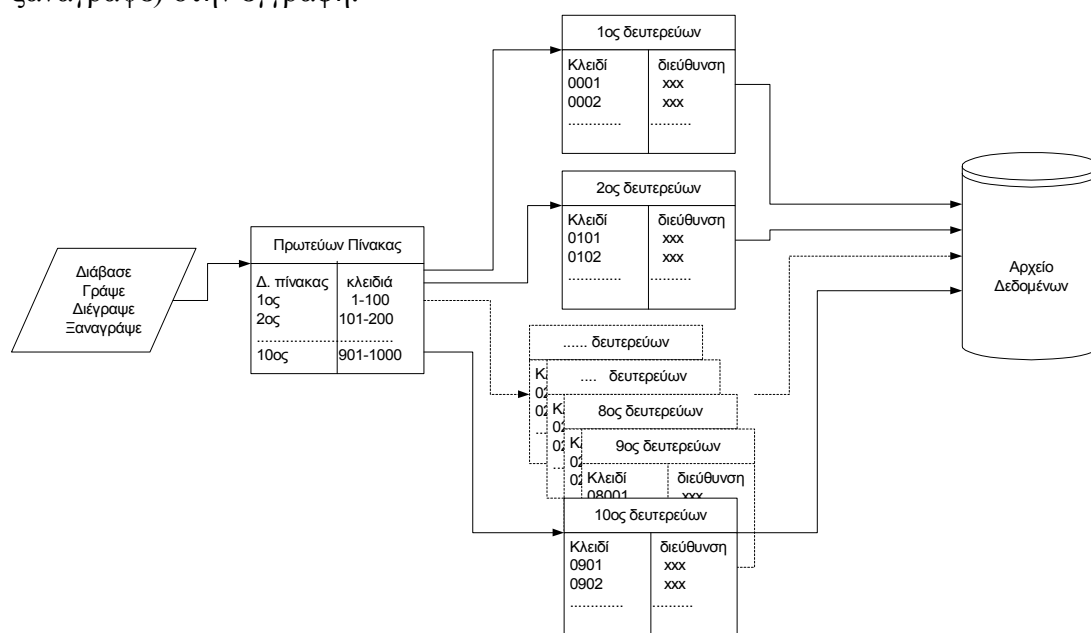 ξαναγράψε) στην εγγραφή.
1ος δευτερεύων
Κλειδί διεύθυνση
0001 xxx
0002 xxx
............. ..........
2ος δευτερεύων
Κλειδί διεύθυνση
0101 xxx
0102 xxx
............. ..........
Πρωτεύων Πίνακας
Δ. πίνακας κλειδιά
1ος 1-100
2ος 101-200
..........................................
10ος 901-1000
Διάβασε
Γράψε
Διέγραψε
Ξαναγράψε
Αρχείο
Δεδομένων
...... δευτερεύων
.... δευτερεύων
8ος δευτερεύων
9ος δευτερεύων
Κλειδί διεύθυνση
08001 xxx
10ος δευτερεύων
Κλειδί διεύθυνση
0901 xxx
0902 xxx
............. ..........